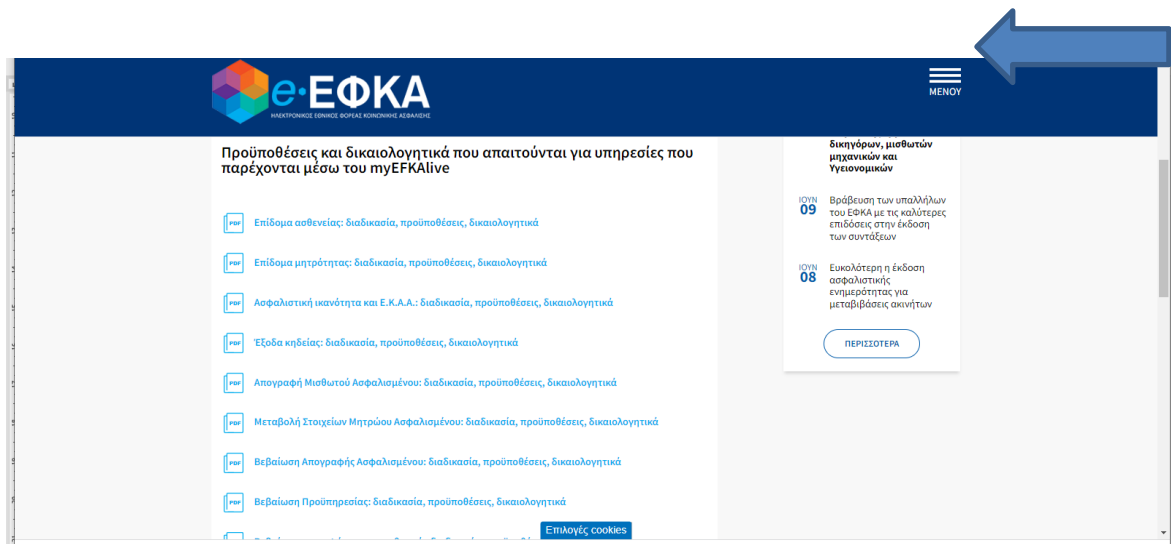 e·ΕΦΚΑ
ΗΛΕΚΤΡΟΝΙΚΟΣ ΕΘΝΙΚΟΣ ΦΟΡΕΑΣ ΚΟΙΝΩΝΙΚΗΣ ΑΣΦΑΛΙΣΗΣ
ΜΕΝΟΥ
Προϋποθέσεις και δικαιολογητικά που απαιτούνται για υπηρεσίες που
παρέχονται μέσω του myEFKAlive
PDF Επίδομα ασθενείας: διαδικασία, προϋποθέσεις, δικαιολογητικά
PDF Επίδομα μητρότητας: διαδικασία, προϋποθέσεις, δικαιολογητικά
PDF Ασφαλιστική ικανότητα και Ε.Κ.Α.Α.: διαδικασία, προϋποθέσεις, δικαιολογητικά
PDF Έξοδα κηδείας: διαδικασία, προϋποθέσεις, δικαιολογητικά
PDF Απογραφή Μισθωτού Ασφαλισμένου: διαδικασία, προϋποθέσεις, δικαιολογητικά
PDF Μεταβολή Στοιχείων Μητρώου Ασφαλισμένου: διαδικασία, προϋποθέσεις, δικαιολογητικά
PDF Βεβαίωση Απογραφής Ασφαλισμένου: διαδικασία, προϋποθέσεις, δικαιολογητικά
PDF Βεβαίωση Προϋπηρεσίας: διαδικασία, προϋποθέσεις, δικαιολογητικά
Επιλογές cookies
δικηγόρων, μισθωτών
μηχανικών και
Υγειονομικών
ΙΟΥΝ
09
Βράβευση των υπαλλήλων
του ΕΦΚΑ με τις καλύτερες
επιδόσεις στην έκδοση
των συντάξεων
ΙΟΥΝ
08
Ευκολότερη η έκδοση
ασφαλιστικής
ενημερότητας για
μεταβιβάσεις ακινήτων
ΠΕΡΙΣΣΟΤΕΡΑ